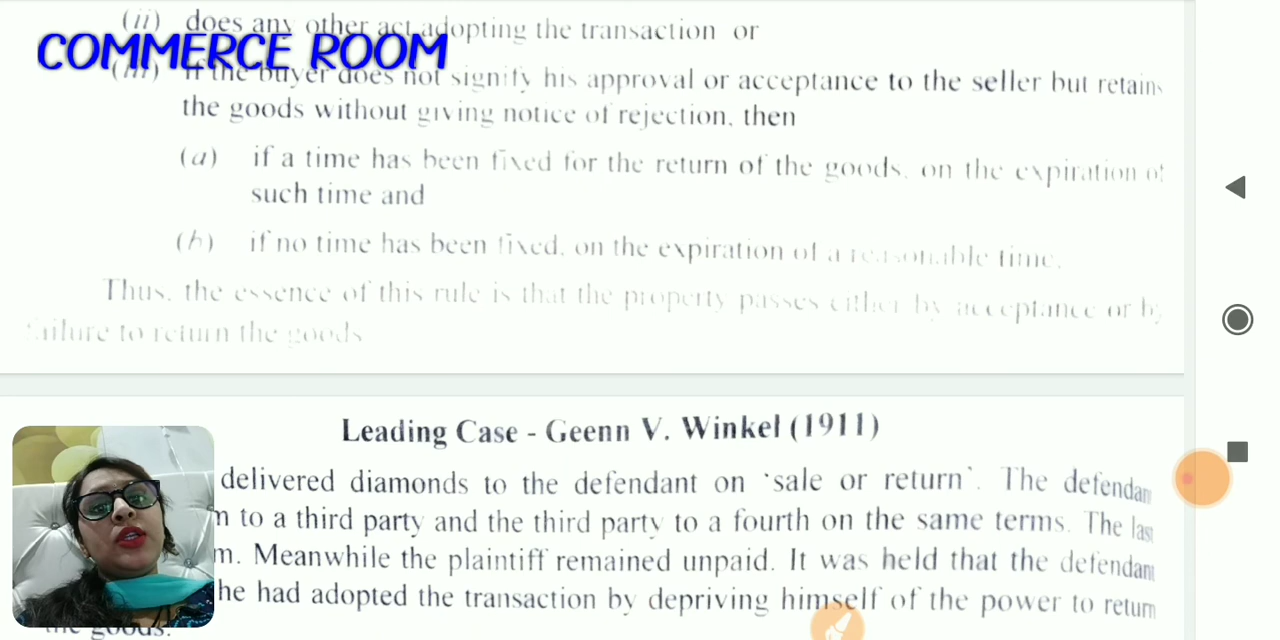 (ii) does any other act adopting the transaction or
COMMERCE ROOM
(iii) if the buyer does not signify his approval or acceptance to the seller but retains
the goods without giving notice of rejection, then
(a) if a time has been fixed for the return of the goods, on the expiration of
such time and
(b) if no time has been fixed, on the expiration of a reasonable time.
Thus, the essence of this rule is that the property passes either by acceptance or by
failure to return the goods
Leading Case - Geenn V. Winkel (1911)
delivered diamonds to the defendant on 'sale or return'. The defendan
m to a third party and the third party to a fourth on the same terms. The last
m. Meanwhile the plaintiff remained unpaid. It was held that the defendant
he had adopted the transaction by depriving himself of the power to return
the goods.